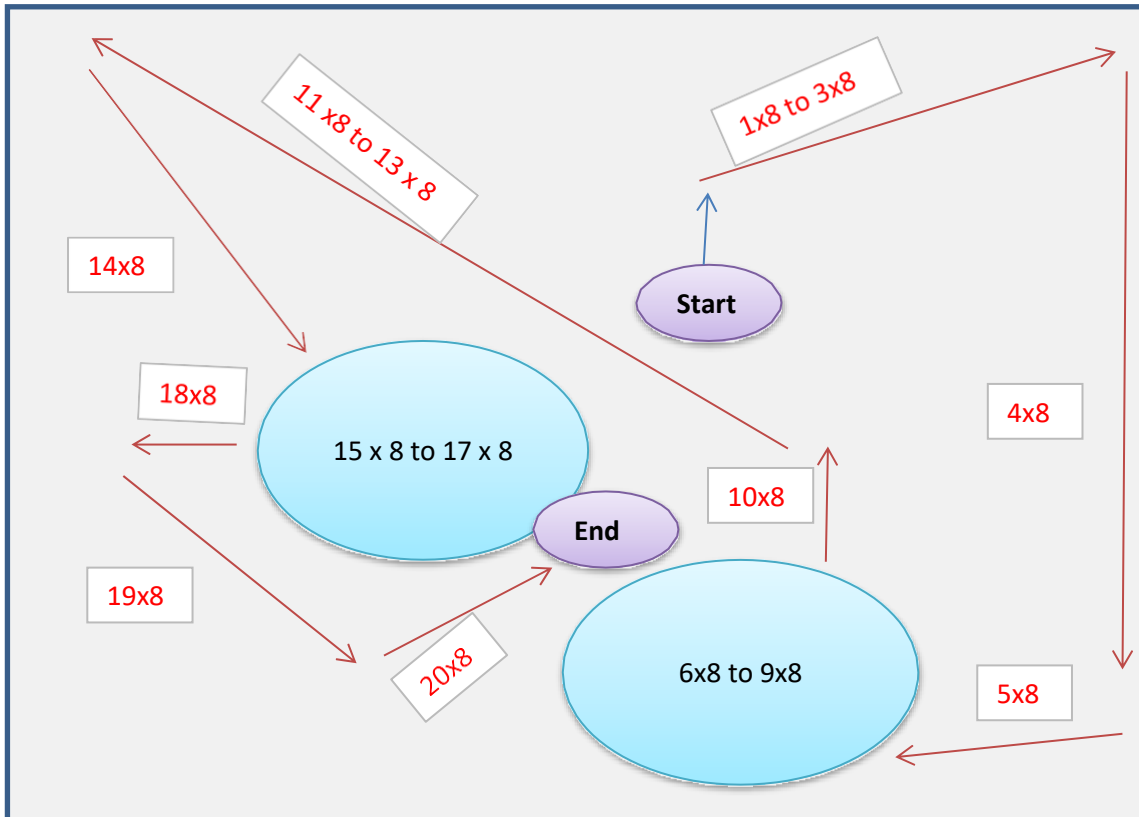 Start
1x8 to 3x8
4x8
5x8
6x8 to 9x8
10x8
11 x8 to 13 x 8
14x8
15 x 8 to 17 x 8
18x8
19x8
20x8
End